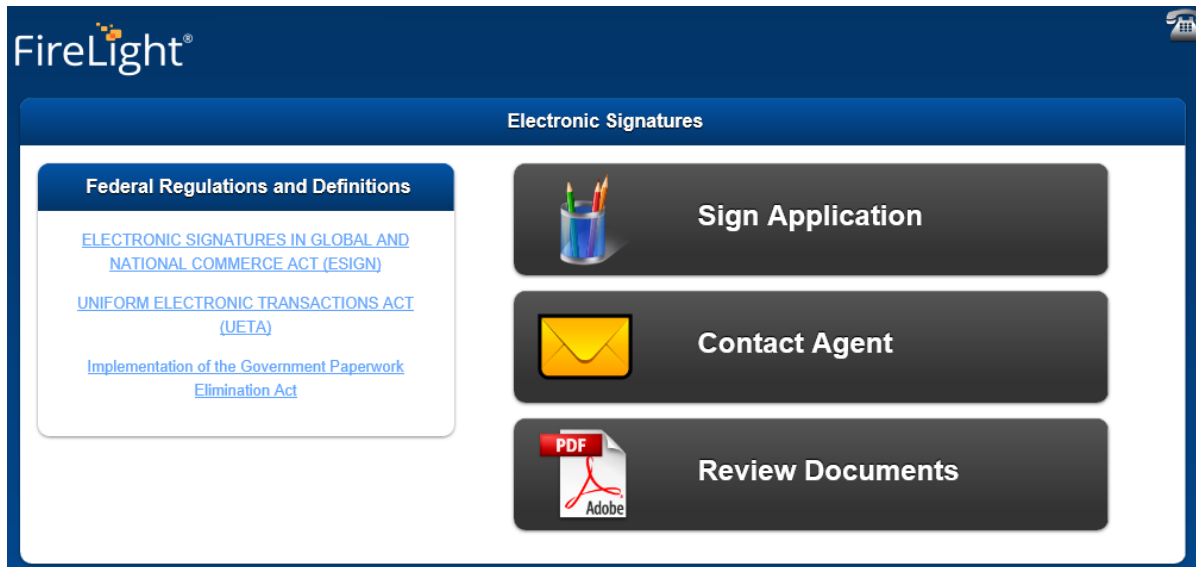 FireLight®
Electronic Signatures
Federal Regulations and Definitions
ELECTRONIC SIGNATURES IN GLOBAL AND
NATIONAL COMMERCE ACT (ESIGN)
UNIFORM ELECTRONIC TRANSACTIONS ACT
(UETA)
Implementation of the Government Paperwork
Elimination Act
Sign Application
Contact Agent
PDF
Adobe
Review Documents